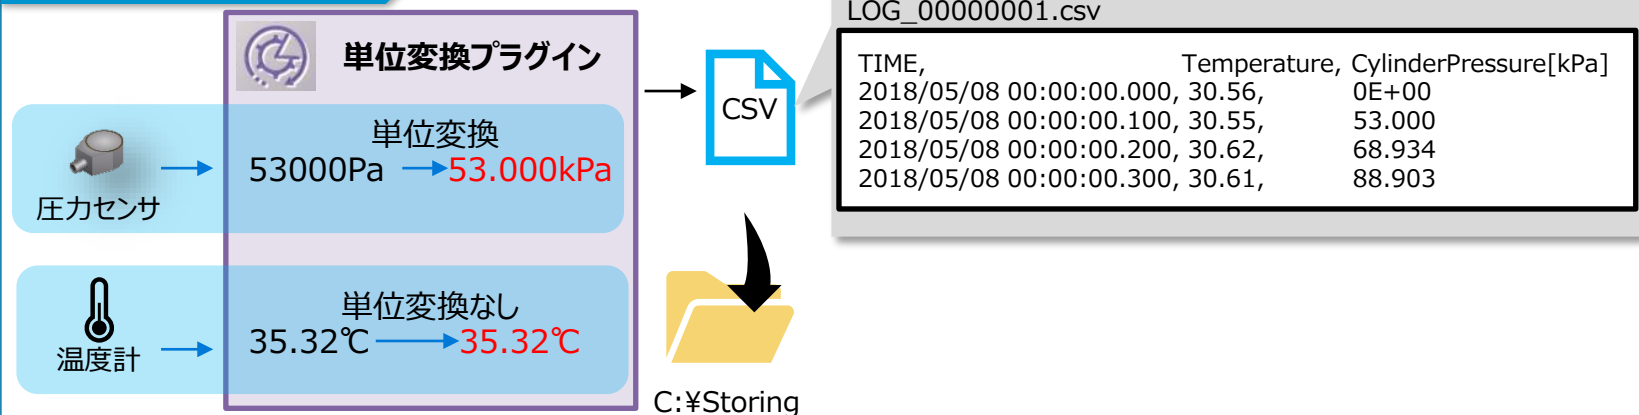 単位変換プラグイン
単位変換
53000Pa 53.000kPa
圧力センサ
単位変換なし
35.32℃ 35.32℃
温度計
CSV
C:¥Storing
LOG_00000001.csv
TIME, Temperature, CylinderPressure[kPa]
2018/05/08 00:00:00.000, 30.56, 0E+00
2018/05/08 00:00:00.100, 30.55, 53.000
2018/05/08 00:00:00.200, 30.62, 68.934
2018/05/08 00:00:00.300, 30.61, 88.903